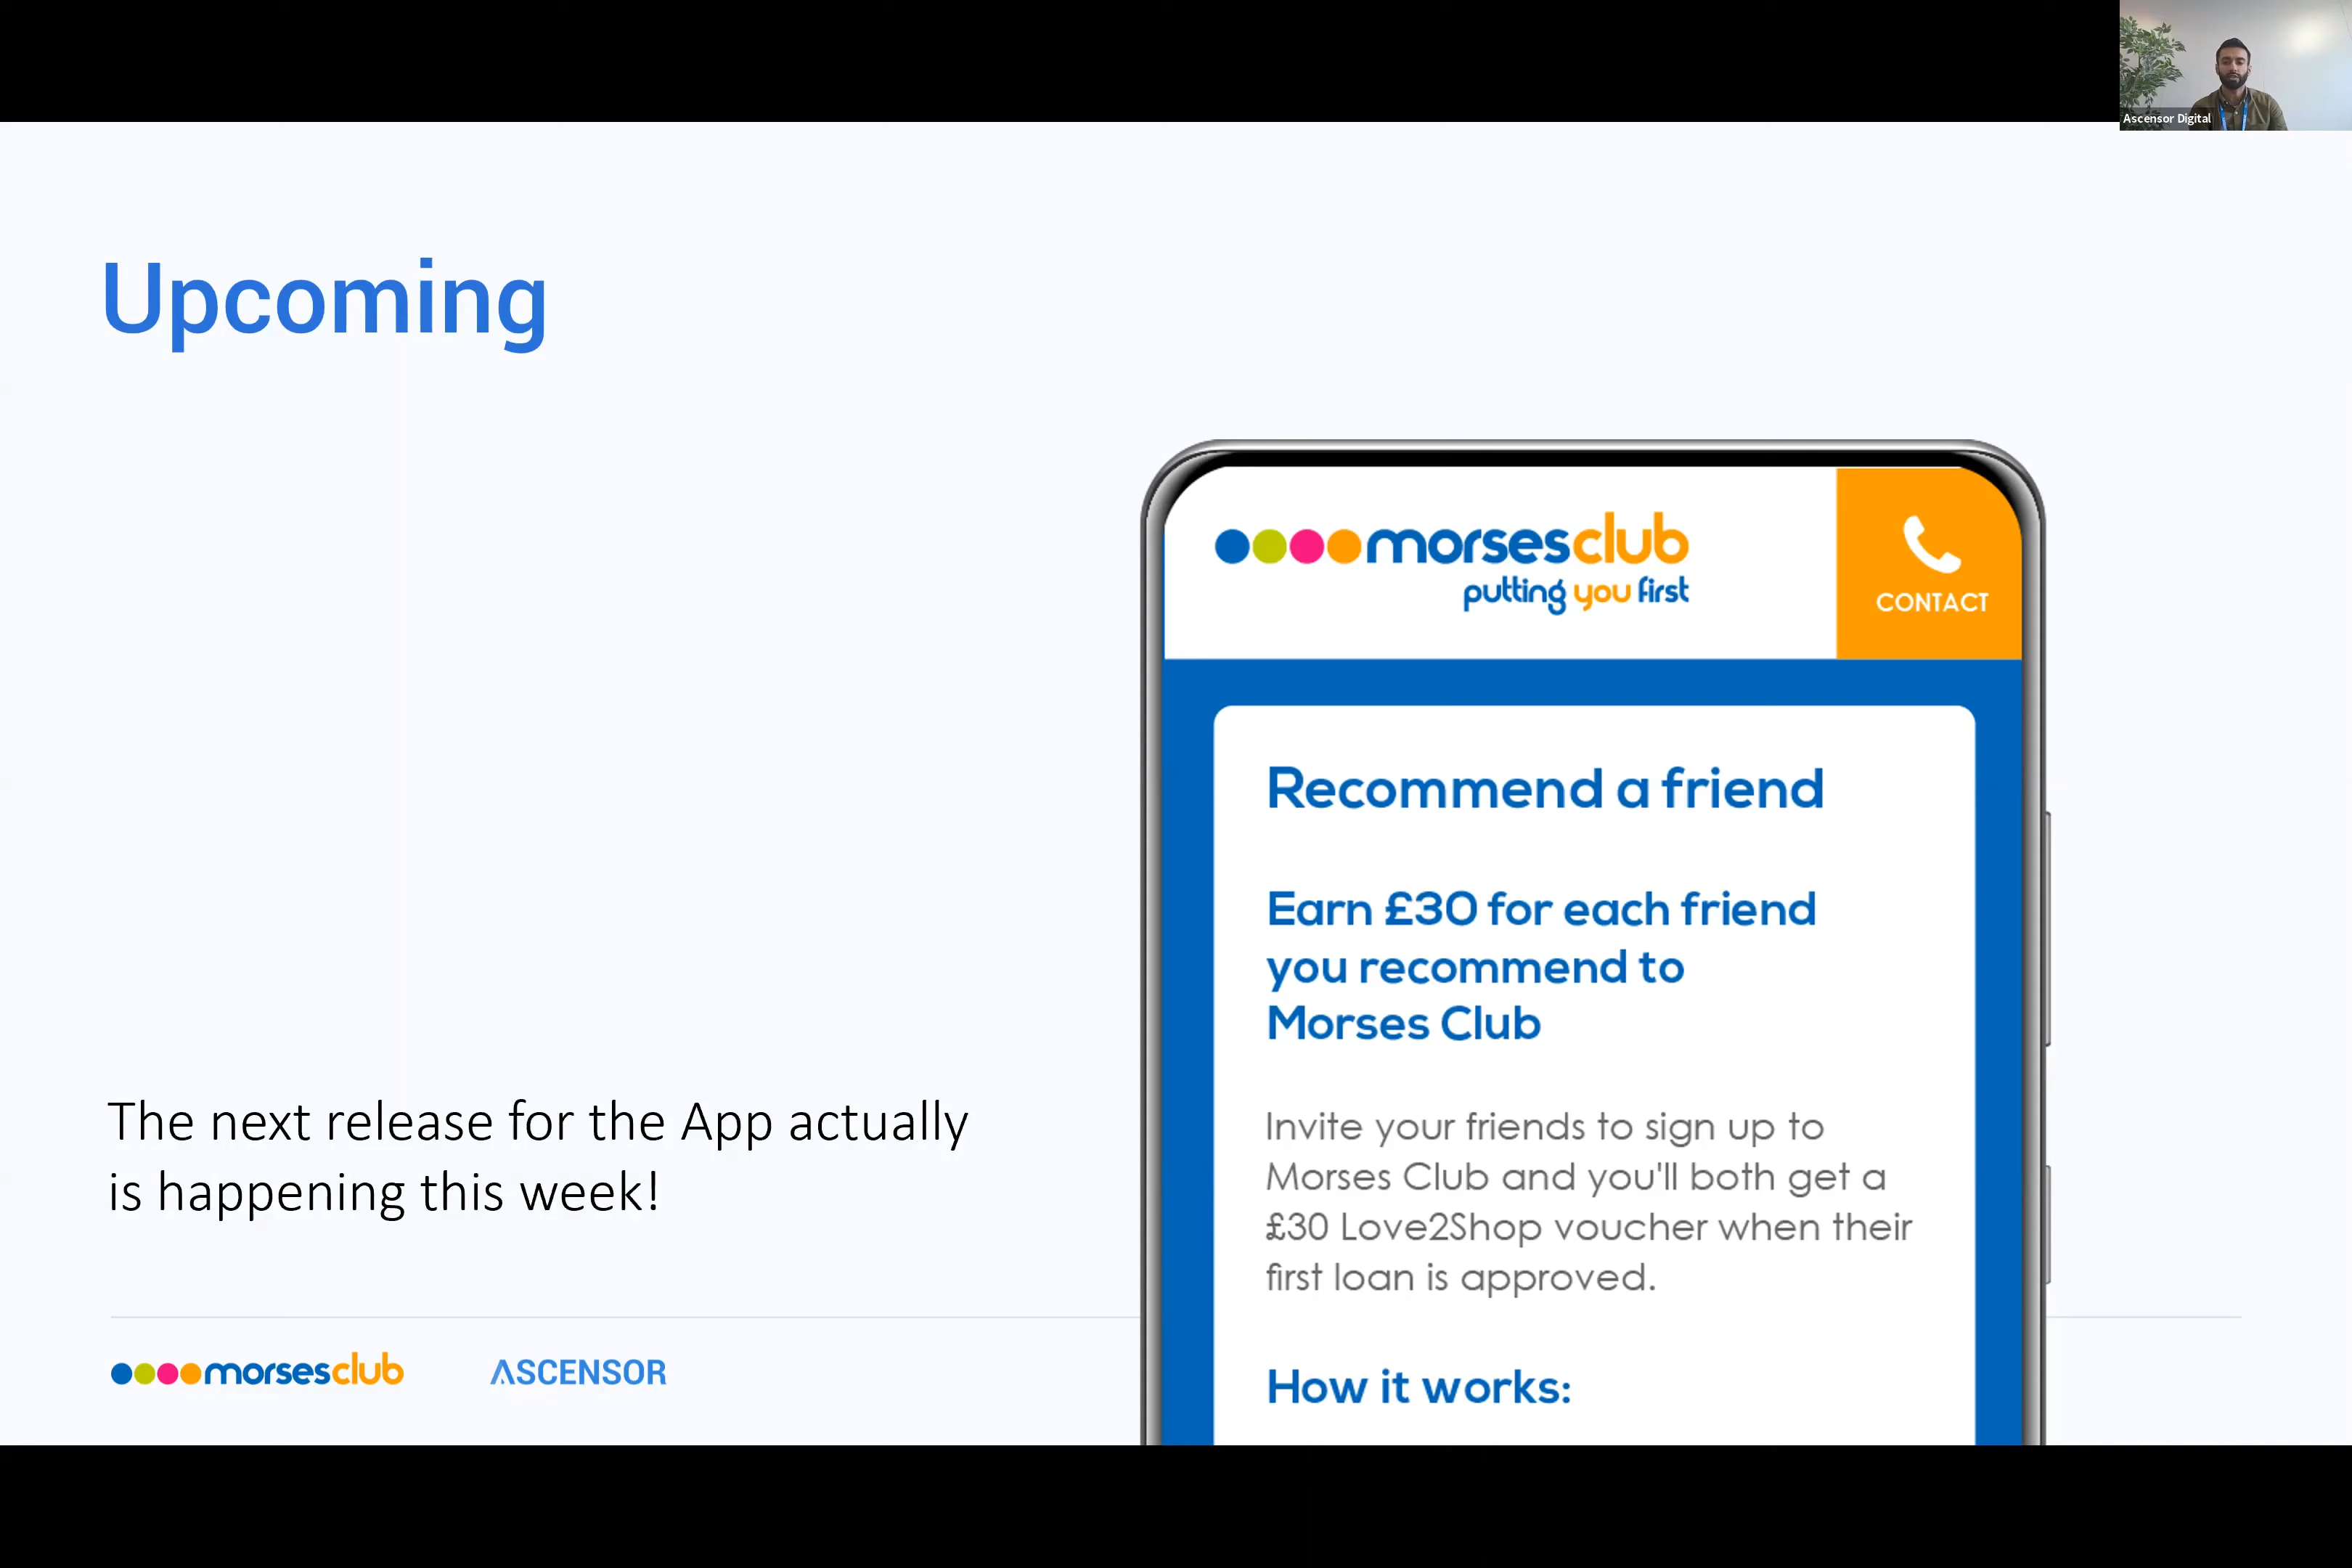 Ascensor Digital
Upcoming
morsesclub
putting you first
CONTACT
Recommend a friend
Earn £30 for each friend
you recommend to
Morses Club
Invite your friends to sign up to
Morses Club and you'll both get a
£30 Love2Shop voucher when their
first loan is approved.
How it works:
The next release for the App actually
is happening this week!
morsesclub
ASCENSOR